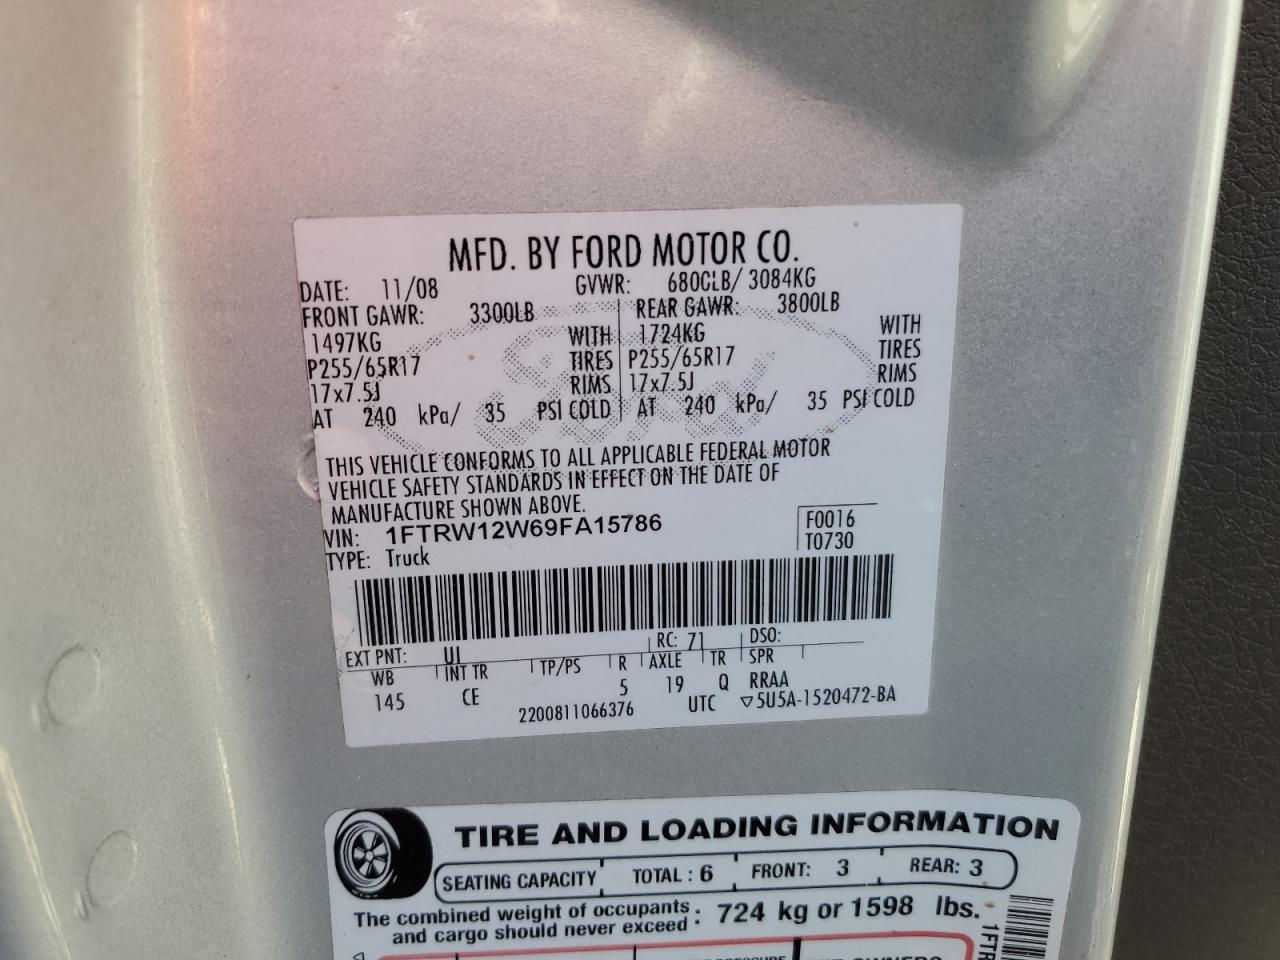 MFD. BY FORD MOTOR CO.
DATE: 11/08 GVWR: 6800LB/ 3084KG
FRONT GAWR: 3300LB REAR GAWR: 3800LB
1497KG WITH 1724KG WITH
P255/65R17 TIRES P255/65R17 TIRES
17x7.5J RIMS 17x7.5J RIMS
AT 240 kPa/ 35 PSI COLD AT 240 kPa/ 35 PSI COLD
Ford
THIS VEHICLE CONFORMS TO ALL APPLICABLE FEDERAL MOTOR
VEHICLE SAFETY STANDARDS IN EFFECT ON THE DATE OF
MANUFACTURE SHOWN ABOVE.
VIN: 1FTRW12W69FA15786 F0016
TYPE: Truck T0730
EXT PNT: UI RC: 71 DSO:
WB INT TR TP/PS R AXLE TR SPR
145 CE 5 19 Q RRAA
2200811066376 UTC ▽5U5A-1520472-BA
TIRE AND LOADING INFORMATION
SEATING CAPACITY TOTAL : 6 FRONT: 3 REAR: 3
The combined weight of occupants
and cargo should never exceed : 724 kg or 1598 lbs.
1FTR